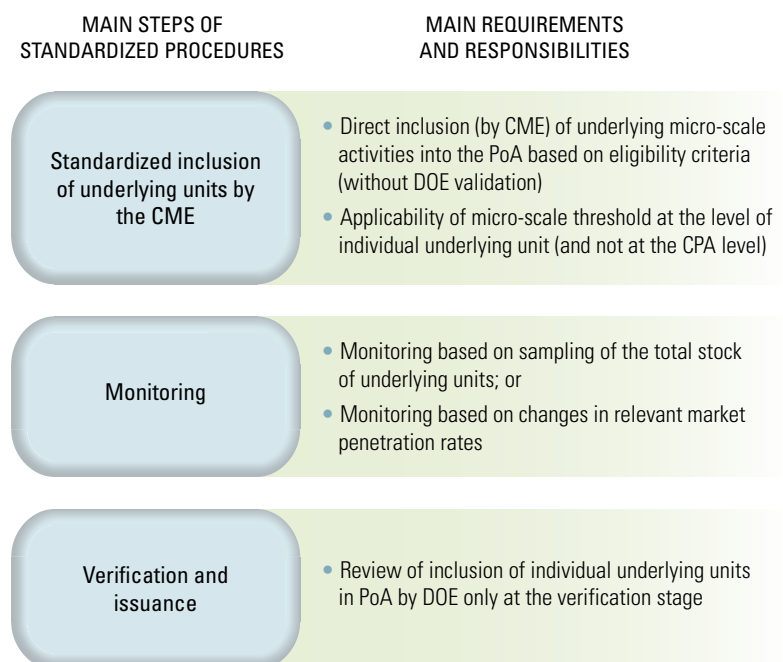 MAIN STEPS OF
STANDARDIZED PROCEDURES
MAIN REQUIREMENTS
AND RESPONSIBILITIES
Standardized inclusion
of underlying units by
the CME
• Direct inclusion (by CME) of underlying micro-scale
activities into the PoA based on eligibility criteria
(without DOE validation)
• Applicability of micro-scale threshold at the level of
individual underlying unit (and not at the CPA level)
Monitoring
• Monitoring based on sampling of the total stock
of underlying units; or
• Monitoring based on changes in relevant market
penetration rates
Verification and
issuance
• Review of inclusion of individual underlying units
in PoA by DOE only at the verification stage